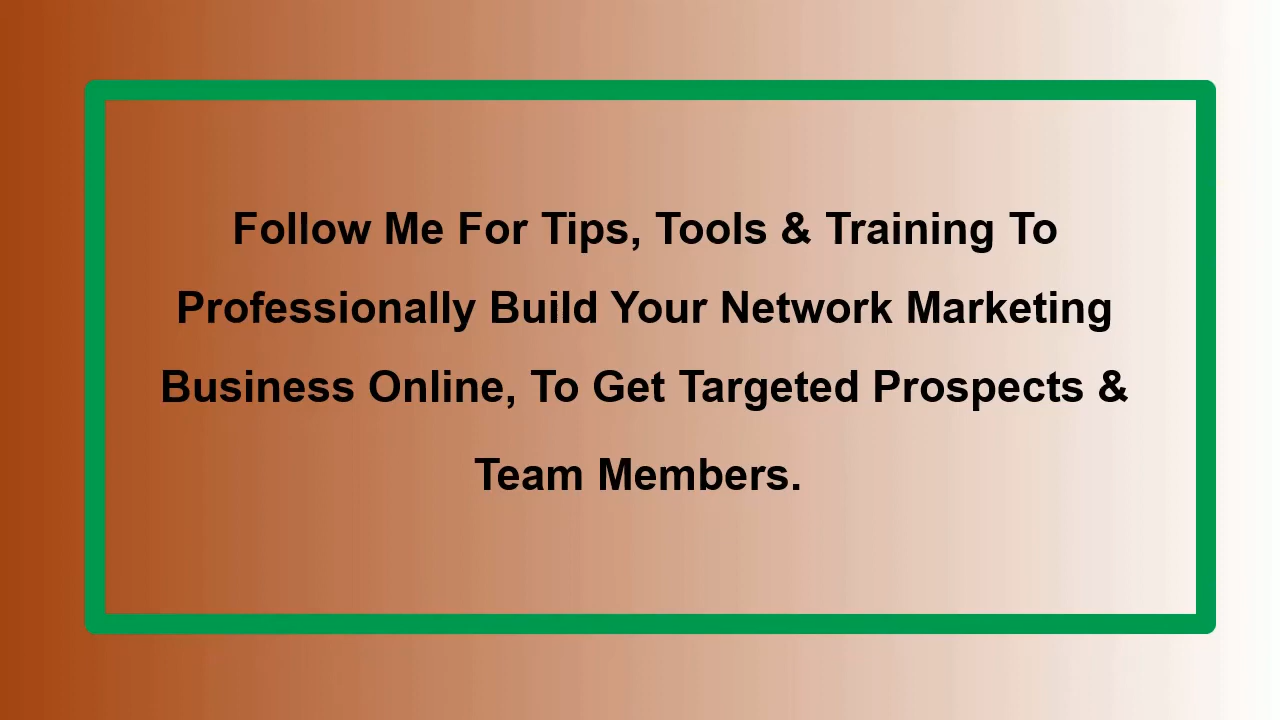 Follow Me For Tips, Tools & Training To
Professionally Build Your Network Marketing
Business Online, To Get Targeted Prospects &
Team Members.